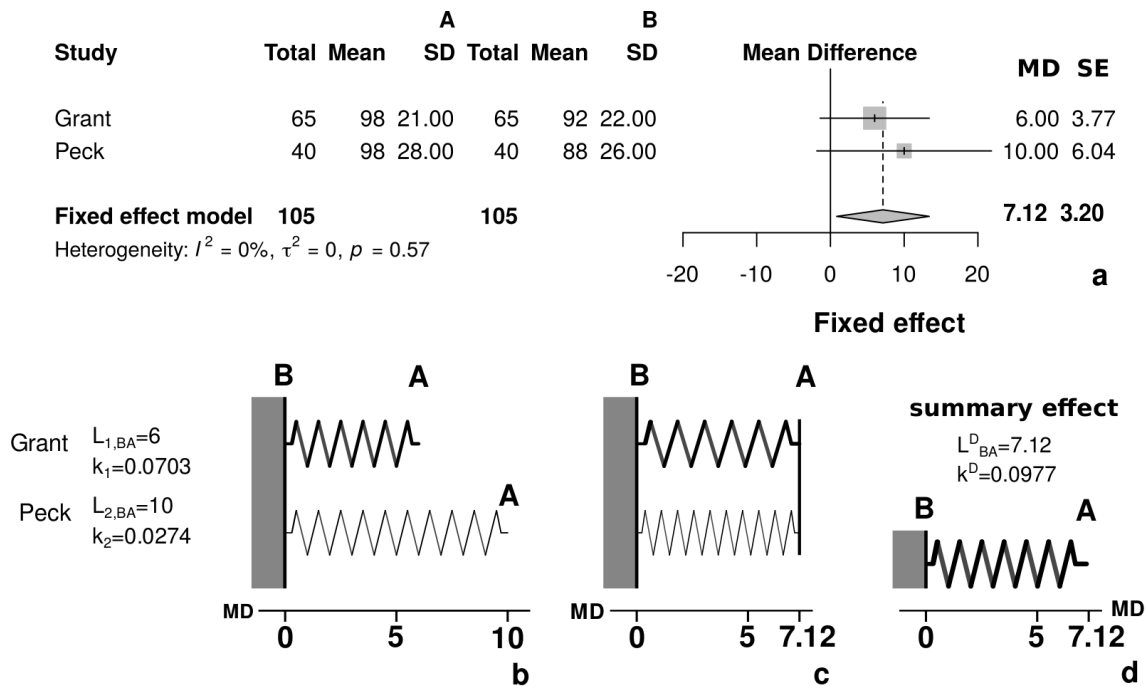 A B
Study Total Mean SD Total Mean SD Mean Difference MD SE
Grant 65 98 21.00 65 92 22.00 6.00 3.77
Peck 40 98 28.00 40 88 26.00 10.00 6.04
Fixed effect model 105 105 7.12 3.20
Heterogeneity: I² = 0%, τ² = 0, p = 0.57
-20 -10 0 10 20 a
Fixed effect
B A
Grant L₁,BA=6
k₁=0.0703
Peck L₂,BA=10
k₂=0.0274
A
MD 0 5 10
b
B A
MD 0 5 7.12
c
summary effect
LᴰBA=7.12
kᴰ=0.0977
B A
MD
0 5 7.12
d